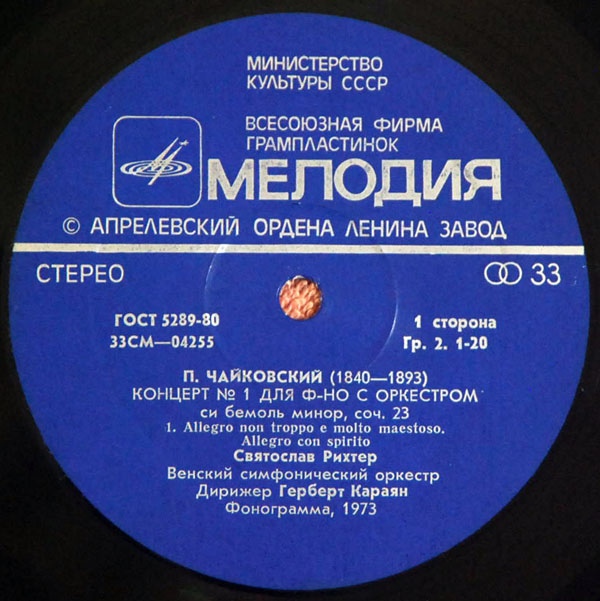 МИНИСТЕРСТВО
КУЛЬТУРЫ СССР
ВСЕСОЮЗНАЯ ФИРМА
ГРАМПЛАСТИНОК
МЕЛОДИЯ
© АПРЕЛЕВСКИЙ ОРДЕНА ЛЕНИНА ЗАВОД
СТЕРЕО 33
ГОСТ 5289-80 1 сторона
33СМ—04255 Гр. 2. 1-20
П. ЧАЙКОВСКИЙ (1840—1893)
КОНЦЕРТ № 1 ДЛЯ Ф-НО С ОРКЕСТРОМ
си бемоль минор, соч. 23
1. Allegro non troppo e molto maestoso.
Allegro con spirito
Святослав Рихтер
Венский симфонический оркестр
Дирижер Герберт Караян
Фонограмма, 1973